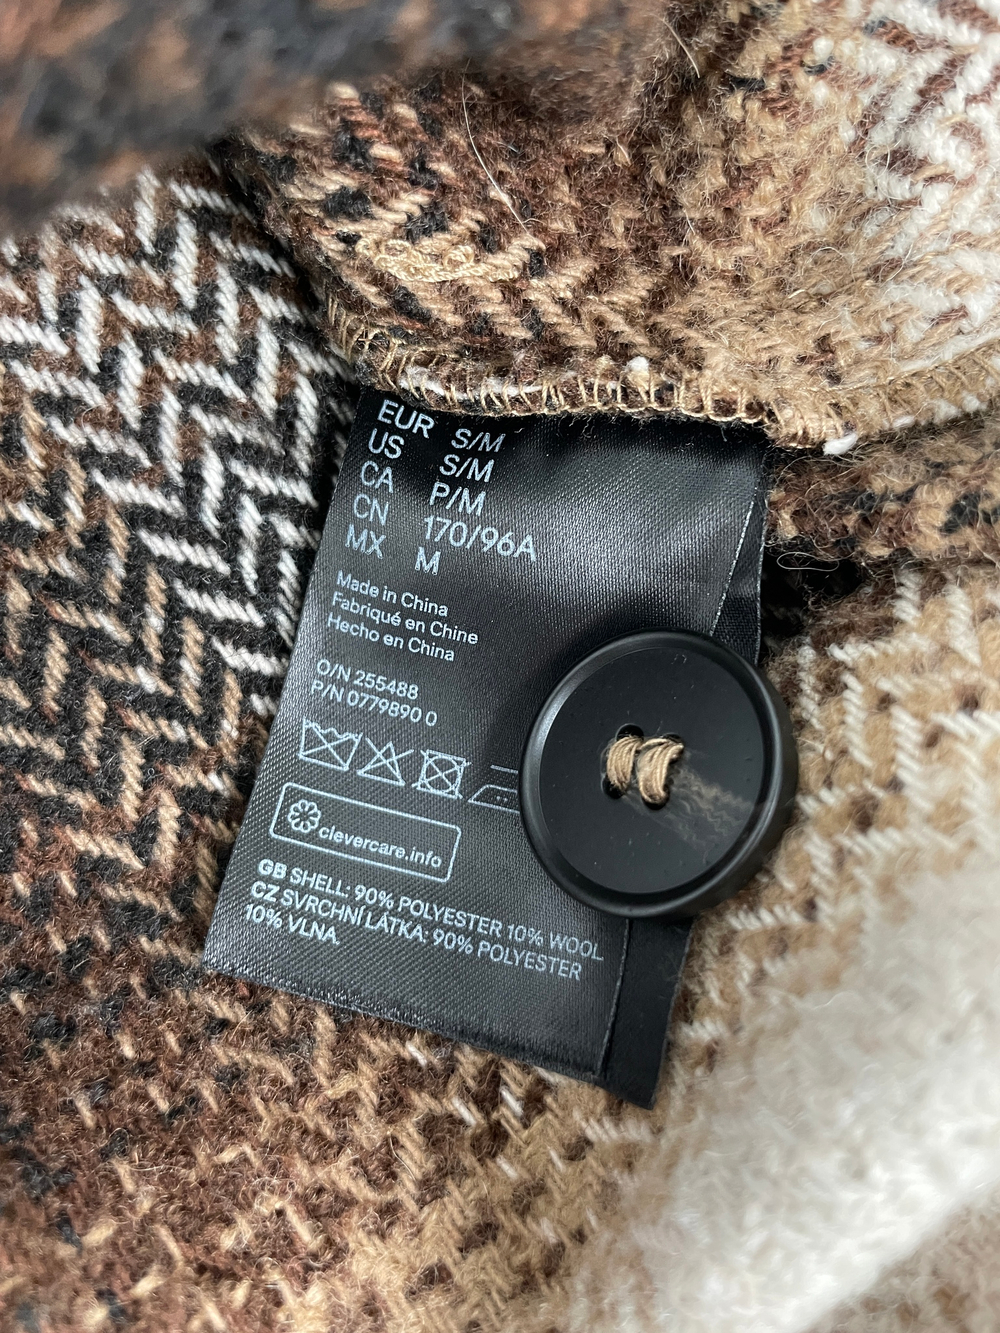 EUR S/M
US S/M
CA P/M
CN 170/96A
MX M
Made in China
Fabriqué en Chine
Hecho en China
O/N 255488
P/N 0779890 0
clevercare.info
GB SHELL: 90% POLYESTER 10% WOOL
CZ SVRCHNÍ LÁTKA: 90% POLYESTER
10% VLNA.